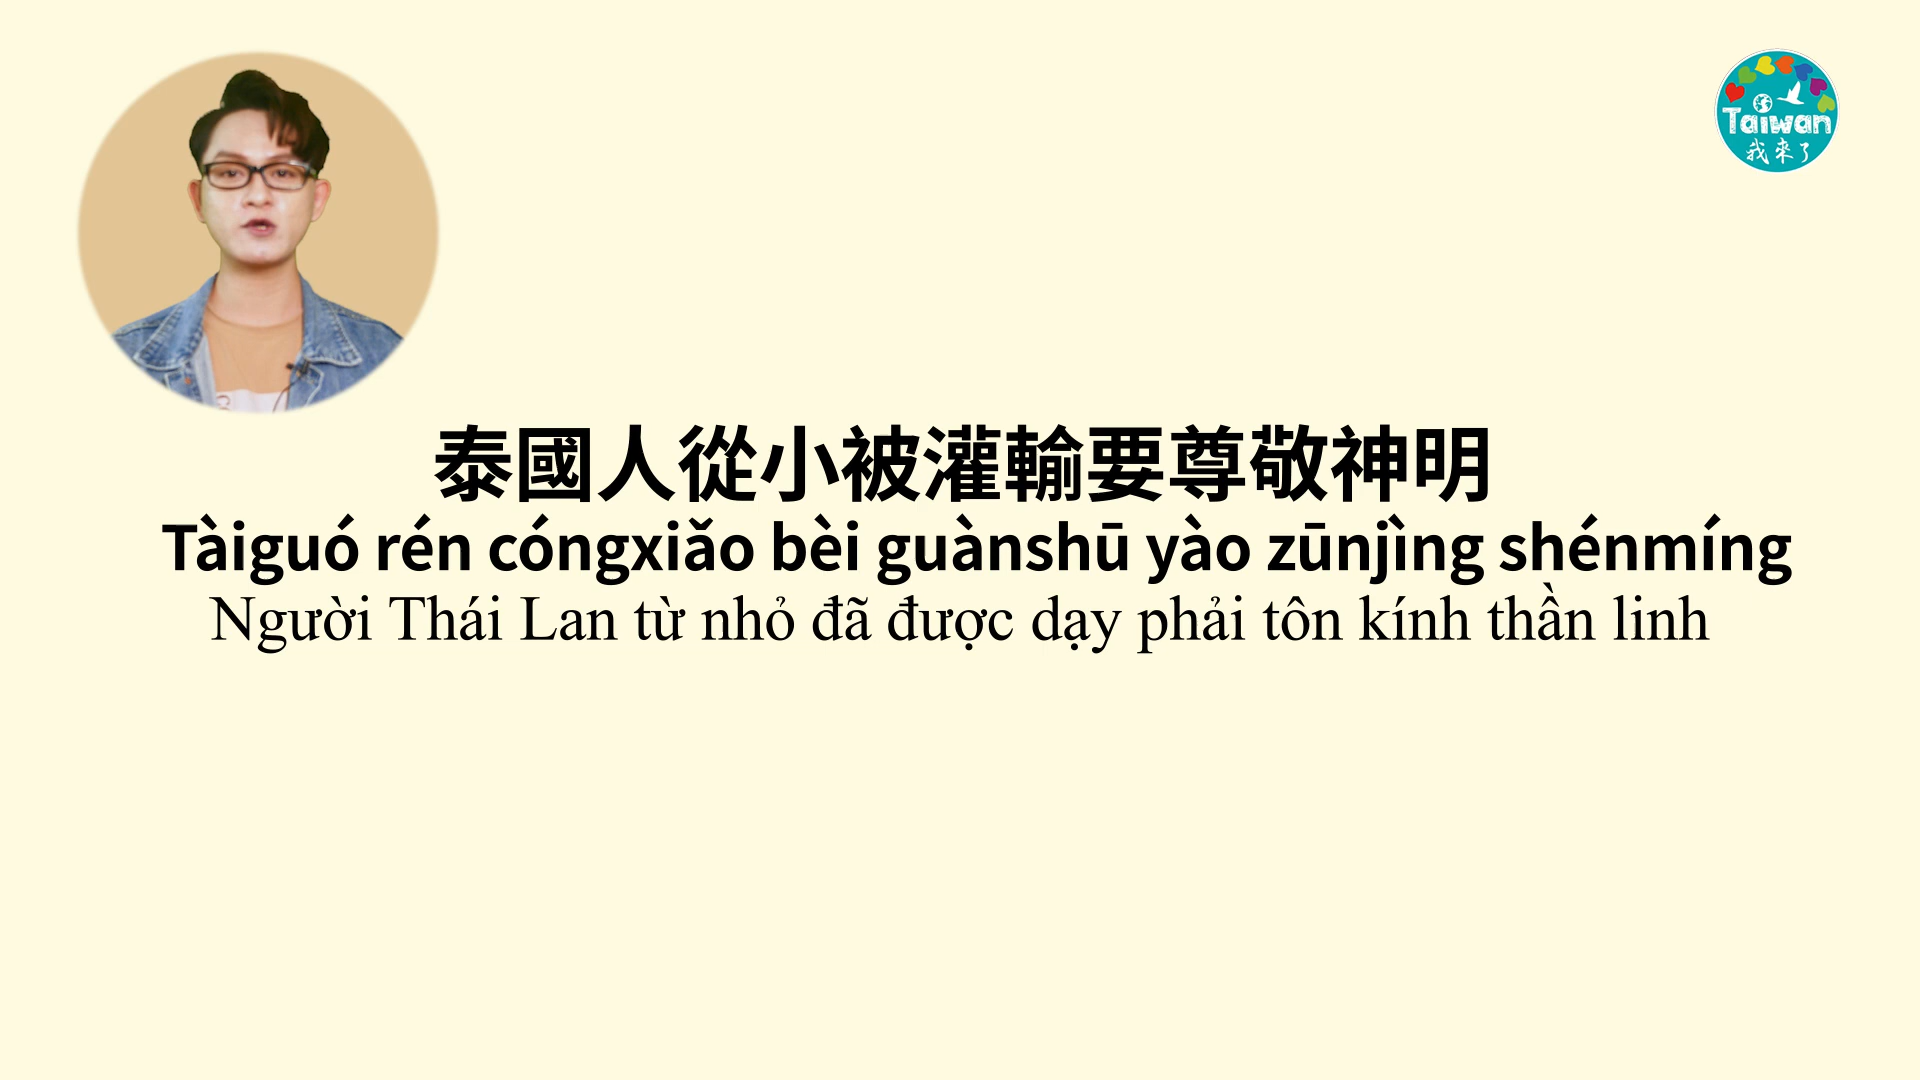 Taiwan
我來了
泰國人從小被灌輸要尊敬神明
Tàiguó rén cóngxiǎo bèi guànshū yào zūnjìng shénmíng
Người Thái Lan từ nhỏ đã được dạy phải tôn kính thần linh